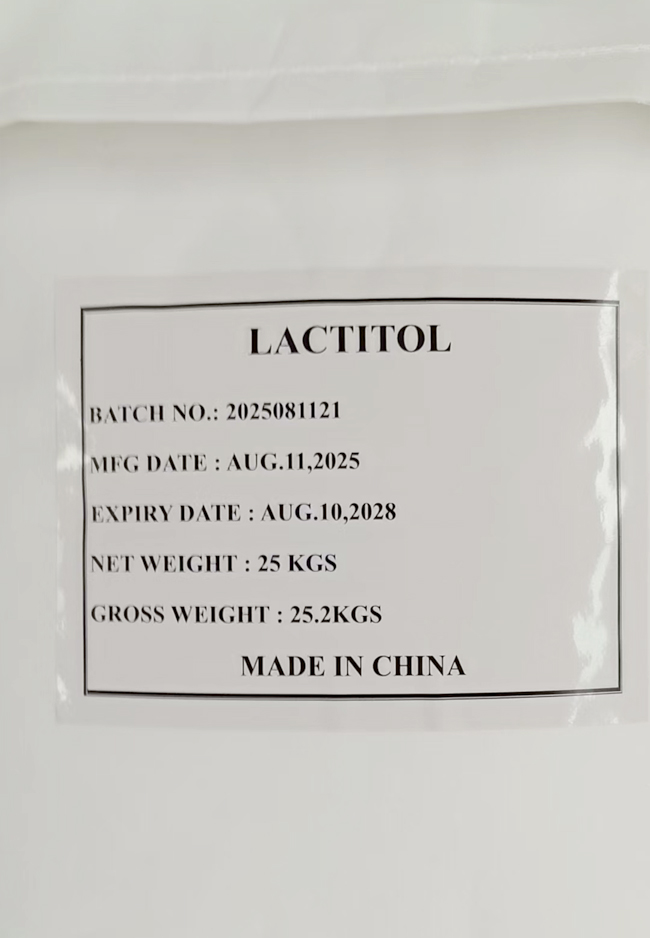 LACTITOL
BATCH NO.: 2025081121
MFG DATE : AUG.11,2025
EXPIRY DATE : AUG.10,2028
NET WEIGHT : 25 KGS
GROSS WEIGHT : 25.2KGS
MADE IN CHINA